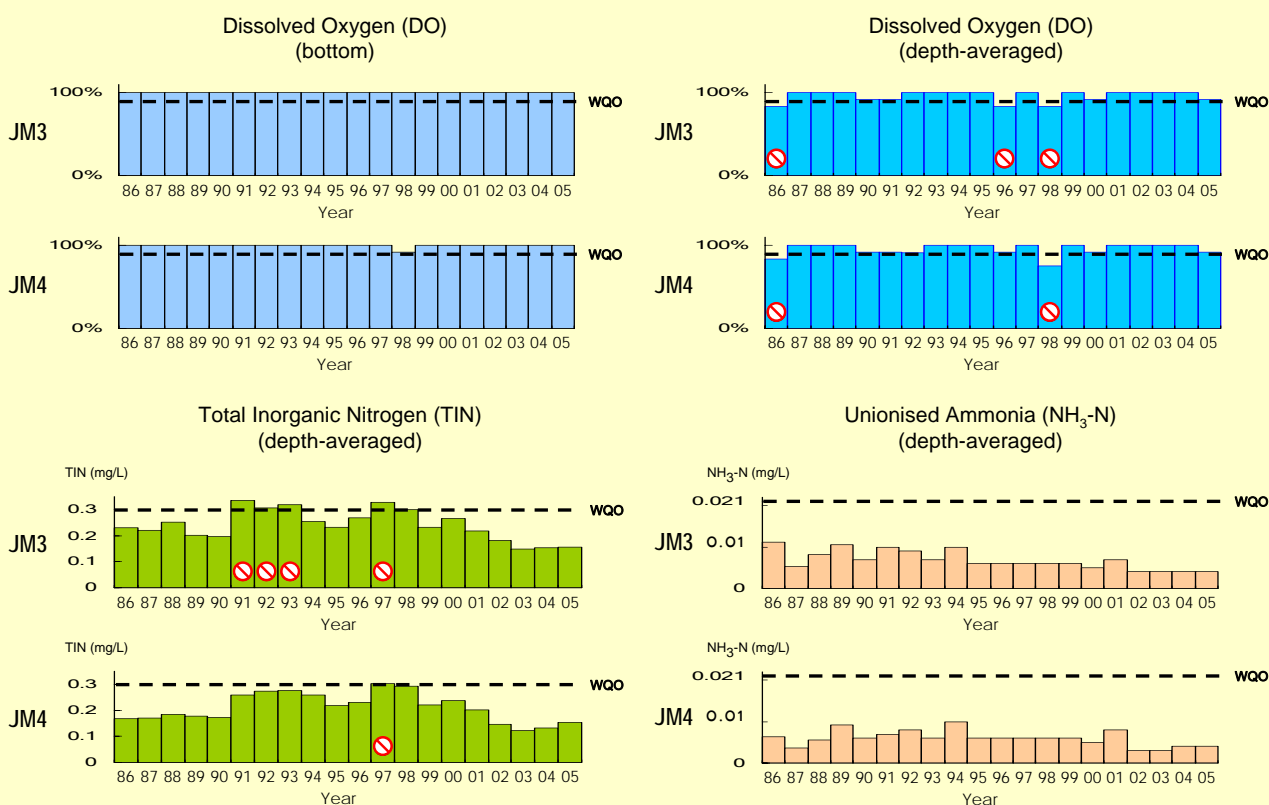 Dissolved Oxygen (DO)
(bottom)
100%
JM3
0%
86 87 88 89 90 91 92 93 94 95 96 97 98 99 00 01 02 03 04 05
Year
WQO
100%
JM4
0%
86 87 88 89 90 91 92 93 94 95 96 97 98 99 00 01 02 03 04 05
Year
WQO
Dissolved Oxygen (DO)
(depth-averaged)
100%
JM3
0%
86 87 88 89 90 91 92 93 94 95 96 97 98 99 00 01 02 03 04 05
Year
WQO
100%
JM4
0%
86 87 88 89 90 91 92 93 94 95 96 97 98 99 00 01 02 03 04 05
Year
WQO
Total Inorganic Nitrogen (TIN)
(depth-averaged)
TIN (mg/L)
0.3
0.2
JM3
0.1
0
86 87 88 89 90 91 92 93 94 95 96 97 98 99 00 01 02 03 04 05
Year
WQO
TIN (mg/L)
0.3
0.2
JM4
0.1
0
86 87 88 89 90 91 92 93 94 95 96 97 98 99 00 01 02 03 04 05
Year
WQO
Unionised Ammonia (NH₃-N)
(depth-averaged)
NH₃-N (mg/L)
0.021
JM3
0.01
0
86 87 88 89 90 91 92 93 94 95 96 97 98 99 00 01 02 03 04 05
Year
WQO
NH₃-N (mg/L)
0.021
JM4
0.01
0
86 87 88 89 90 91 92 93 94 95 96 97 98 99 00 01 02 03 04 05
Year
WQO